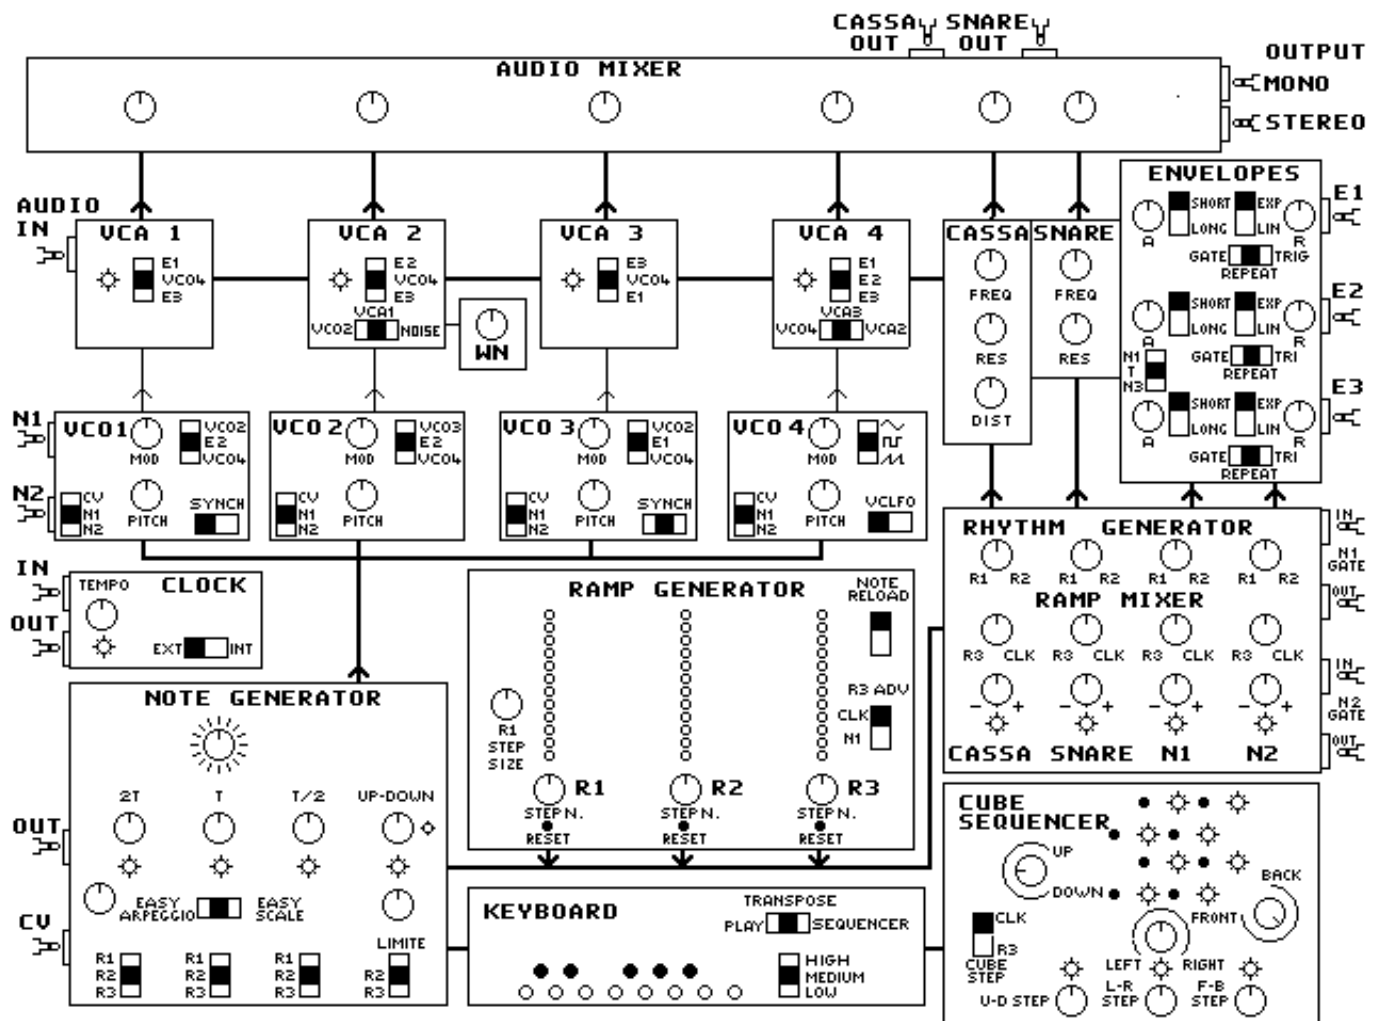 CASSA OUT
SNARE OUT
OUTPUT
MONO
STEREO
AUDIO MIXER
AUDIO IN
VCA 1
E1
VCO4
E3
VCA 2
E2
VCO4
E3
VCA1
VCO2 NOISE
WN
VCA 3
E3
VCO4
E1
VCA 4
E1
E2
E3
VCA3
VCO4 VCA2
CASSA
FREQ
RES
DIST
SNARE
FREQ
RES
ENVELOPES
E1
SHORT EXP
LONG LIN
A R
GATE TRIG
REPEAT
E2
SHORT EXP
LONG LIN
A R
GATE TRI
REPEAT
N1
T
N3
E3
SHORT EXP
LONG LIN
A R
GATE TRI
REPEAT
N1
N2
VCO1
MOD
VCO2
E2
VCO4
CV
N1
N2
PITCH
SYNCH
VCO 2
MOD
VCO3
E2
VCO4
CV
N1
N2
PITCH
VCO 3
MOD
VCO2
E1
VCO4
CV
N1
N2
PITCH
SYNCH
VCO 4
MOD
CV
N1
N2
PITCH
VCLFO
IN
OUT
TEMPO
CLOCK
EXT INT
RAMP GENERATOR
NOTE RELOAD
R1 STEP SIZE
R3 ADV
CLK
N1
R1 R2 R3
STEP N. STEP N. STEP N.
RESET RESET RESET
RHYTHM GENERATOR
R1 R2 R1 R2 R1 R2 R1 R2
RAMP MIXER
R3 CLK R3 CLK R3 CLK R3 CLK
- + - + - + - +
CASSA SNARE N1 N2
IN
N1 GATE
OUT
IN
N2 GATE
OUT
NOTE GENERATOR
2T T T/2 UP-DOWN
OUT
EASY ARPEGGIO
EASY SCALE
CV
LIMITE
R1 R1 R1
R2 R2 R2 R2
R3 R3 R3 R3
KEYBOARD
TRANSPOSE
PLAY SEQUENCER
HIGH
MEDIUM
LOW
CUBE SEQUENCER
UP
DOWN
BACK
FRONT
CLK
R3
CUBE STEP
LEFT RIGHT
U-D STEP
L-R STEP
F-B STEP